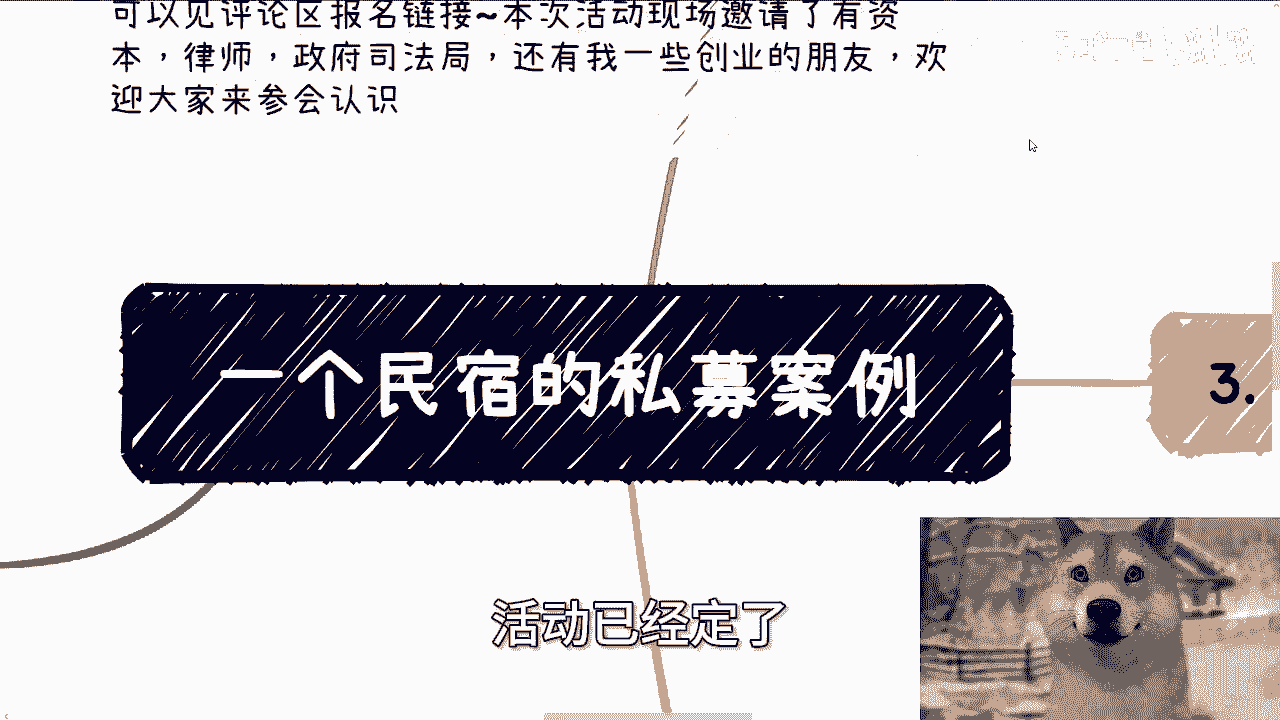 可以见评论区报名链接~本次活动现场邀请了有资
本，律师，政府司法局，还有我一些创业的朋友，欢
迎大家来参会认识
一个民宿的私募案例
3.
活动已经定了